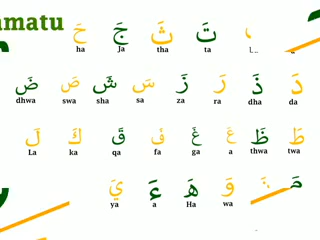 amatu
حَ جَ ثَ تَ
ha Ja tha ta
ضَ صَ شَ سَ زَ رَ ذَ دَ
dhwa swa sha sa za ra dha da
لَ كَ قَ فَ غَ عَ ظَ طَ
La ka qa fa ga a thwa twa
يَ ءَ هَ وَ
ya a Ha wa